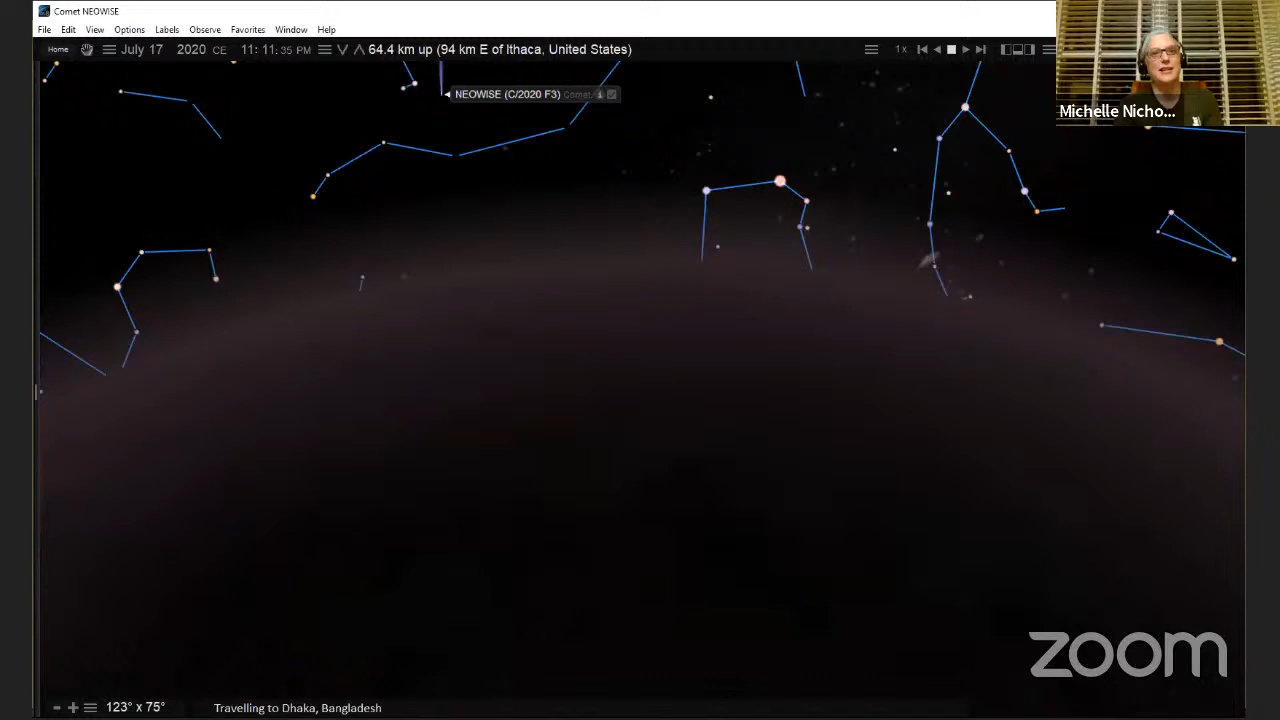 Comet NEOWISE
File Edit View Options Labels Observe Favorites Window Help
Home July 17 2020 CE 11: 11:35 PM 64.4 km up (94 km E of Ithaca, United States) 1x
NEOWISE (C/2020 F3) Comet
Michelle Nicho...
zoom
123° x 75° Travelling to Dhaka, Bangladesh